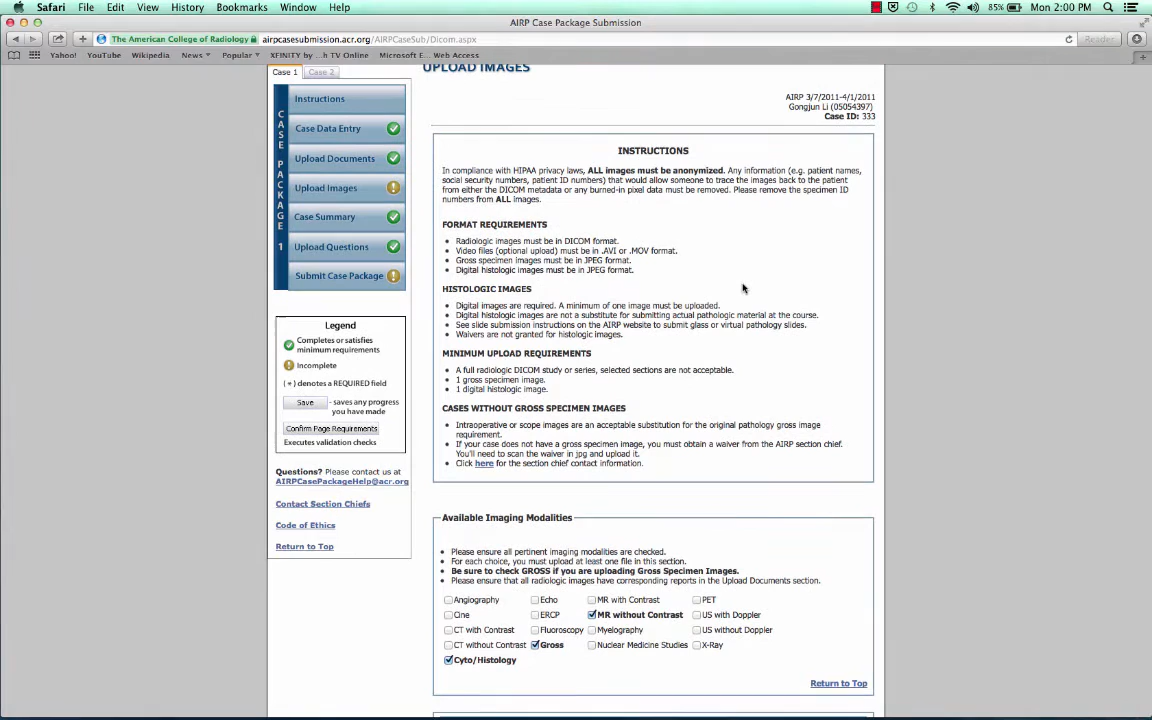 Safari File Edit View History Bookmarks Window Help 85% Mon 2:00 PM
AIRP Case Package Submission
The American College of Radiology airpcasesubmission.acr.org/AIRPCaseSub/Dicom.aspx Reader
Yahoo! YouTube Wikipedia News Popular XFINITY by ...h TV Online Microsoft E... Web Access
Case 1 Case 2
UPLOAD IMAGES
AIRP 3/7/2011-4/1/2011
Gongjun Li (05054397)
Case ID: 333
CASE PACKAGE 1
Instructions
Case Data Entry
Upload Documents
Upload Images
Case Summary
Upload Questions
Submit Case Package
Legend
Completes or satisfies
minimum requirements
Incomplete
(+) denotes a REQUIRED field
Save - saves any progress
you have made
Confirm Page Requirements
Executes validation checks
Questions? Please contact us at
AIRPCasePackageHelp@acr.org
Contact Section Chiefs
Code of Ethics
Return to Top
INSTRUCTIONS
In compliance with HIPAA privacy laws, ALL images must be anonymized. Any information (e.g. patient names,
social security numbers, patient ID numbers) that would allow someone to trace the images back to the patient
from either the DICOM metadata or any burned-in pixel data must be removed. Please remove the specimen ID
numbers from ALL images.
FORMAT REQUIREMENTS
• Radiologic images must be in DICOM format.
• Video files (optional upload) must be in .AVI or .MOV format.
• Gross specimen images must be in JPEG format.
• Digital histologic images must be in JPEG format.
HISTOLOGIC IMAGES
• Digital images are required. A minimum of one image must be uploaded.
• Digital histologic images are not a substitute for submitting actual pathologic material at the course.
• See slide submission instructions on the AIRP website to submit glass or virtual pathology slides.
• Waivers are not granted for histologic images.
MINIMUM UPLOAD REQUIREMENTS
• A full radiologic DICOM study or series, selected sections are not acceptable.
• 1 gross specimen image.
• 1 digital histologic image.
CASES WITHOUT GROSS SPECIMEN IMAGES
• Intraoperative or scope images are an acceptable substitution for the original pathology gross image
requirement.
• If your case does not have a gross specimen image, you must obtain a waiver from the AIRP section chief.
You'll need to scan the waiver in jpg and upload it.
• Click here for the section chief contact information.
Available Imaging Modalities
• Please ensure all pertinent imaging modalities are checked.
• For each choice, you must upload at least one file in this section.
• Be sure to check GROSS if you are uploading Gross Specimen Images.
• Please ensure that all radiologic images have corresponding reports in the Upload Documents section.
Angiography Echo MR with Contrast PET
Cine ERCP MR without Contrast US with Doppler
CT with Contrast Fluoroscopy Myelography US without Doppler
CT without Contrast Gross Nuclear Medicine Studies X-Ray
Cyto/Histology
Return to Top